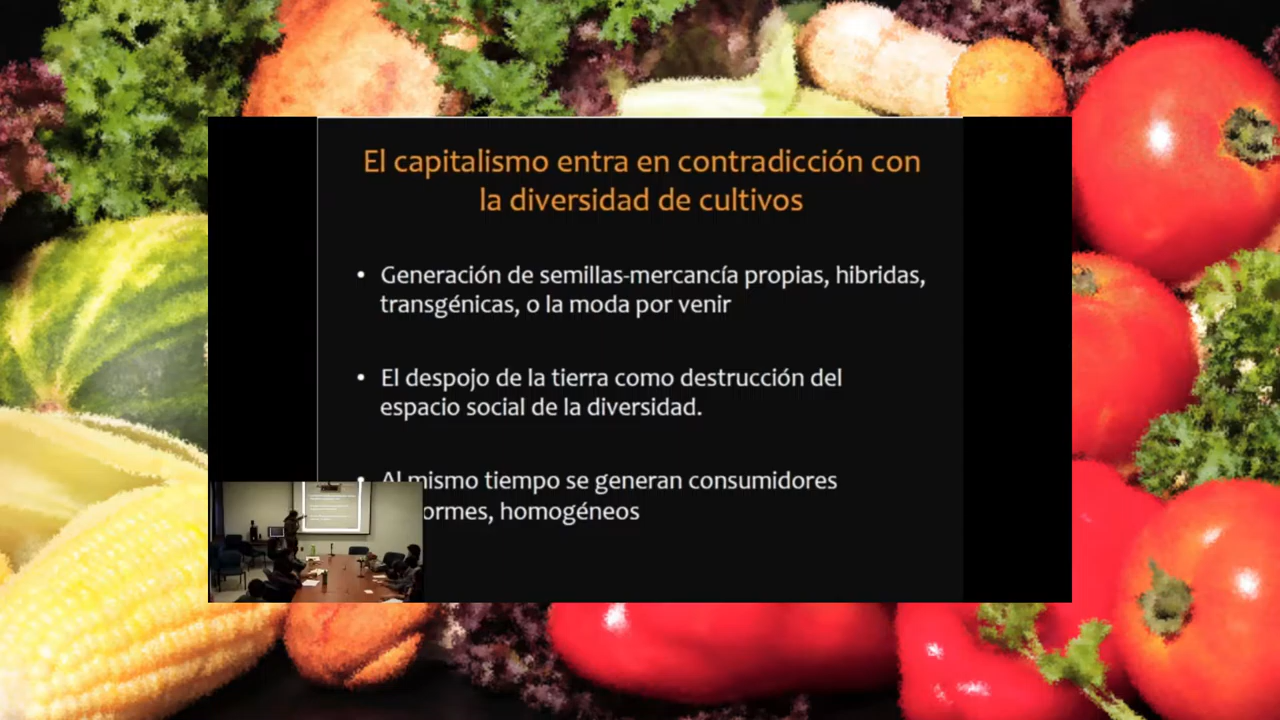 El capitalismo entra en contradicción con
la diversidad de cultivos
• Generación de semillas-mercancía propias, hibridas,
transgénicas, o la moda por venir
• El despojo de la tierra como destrucción del
espacio social de la diversidad.
• Al mismo tiempo se generan consumidores
ormes, homogéneos